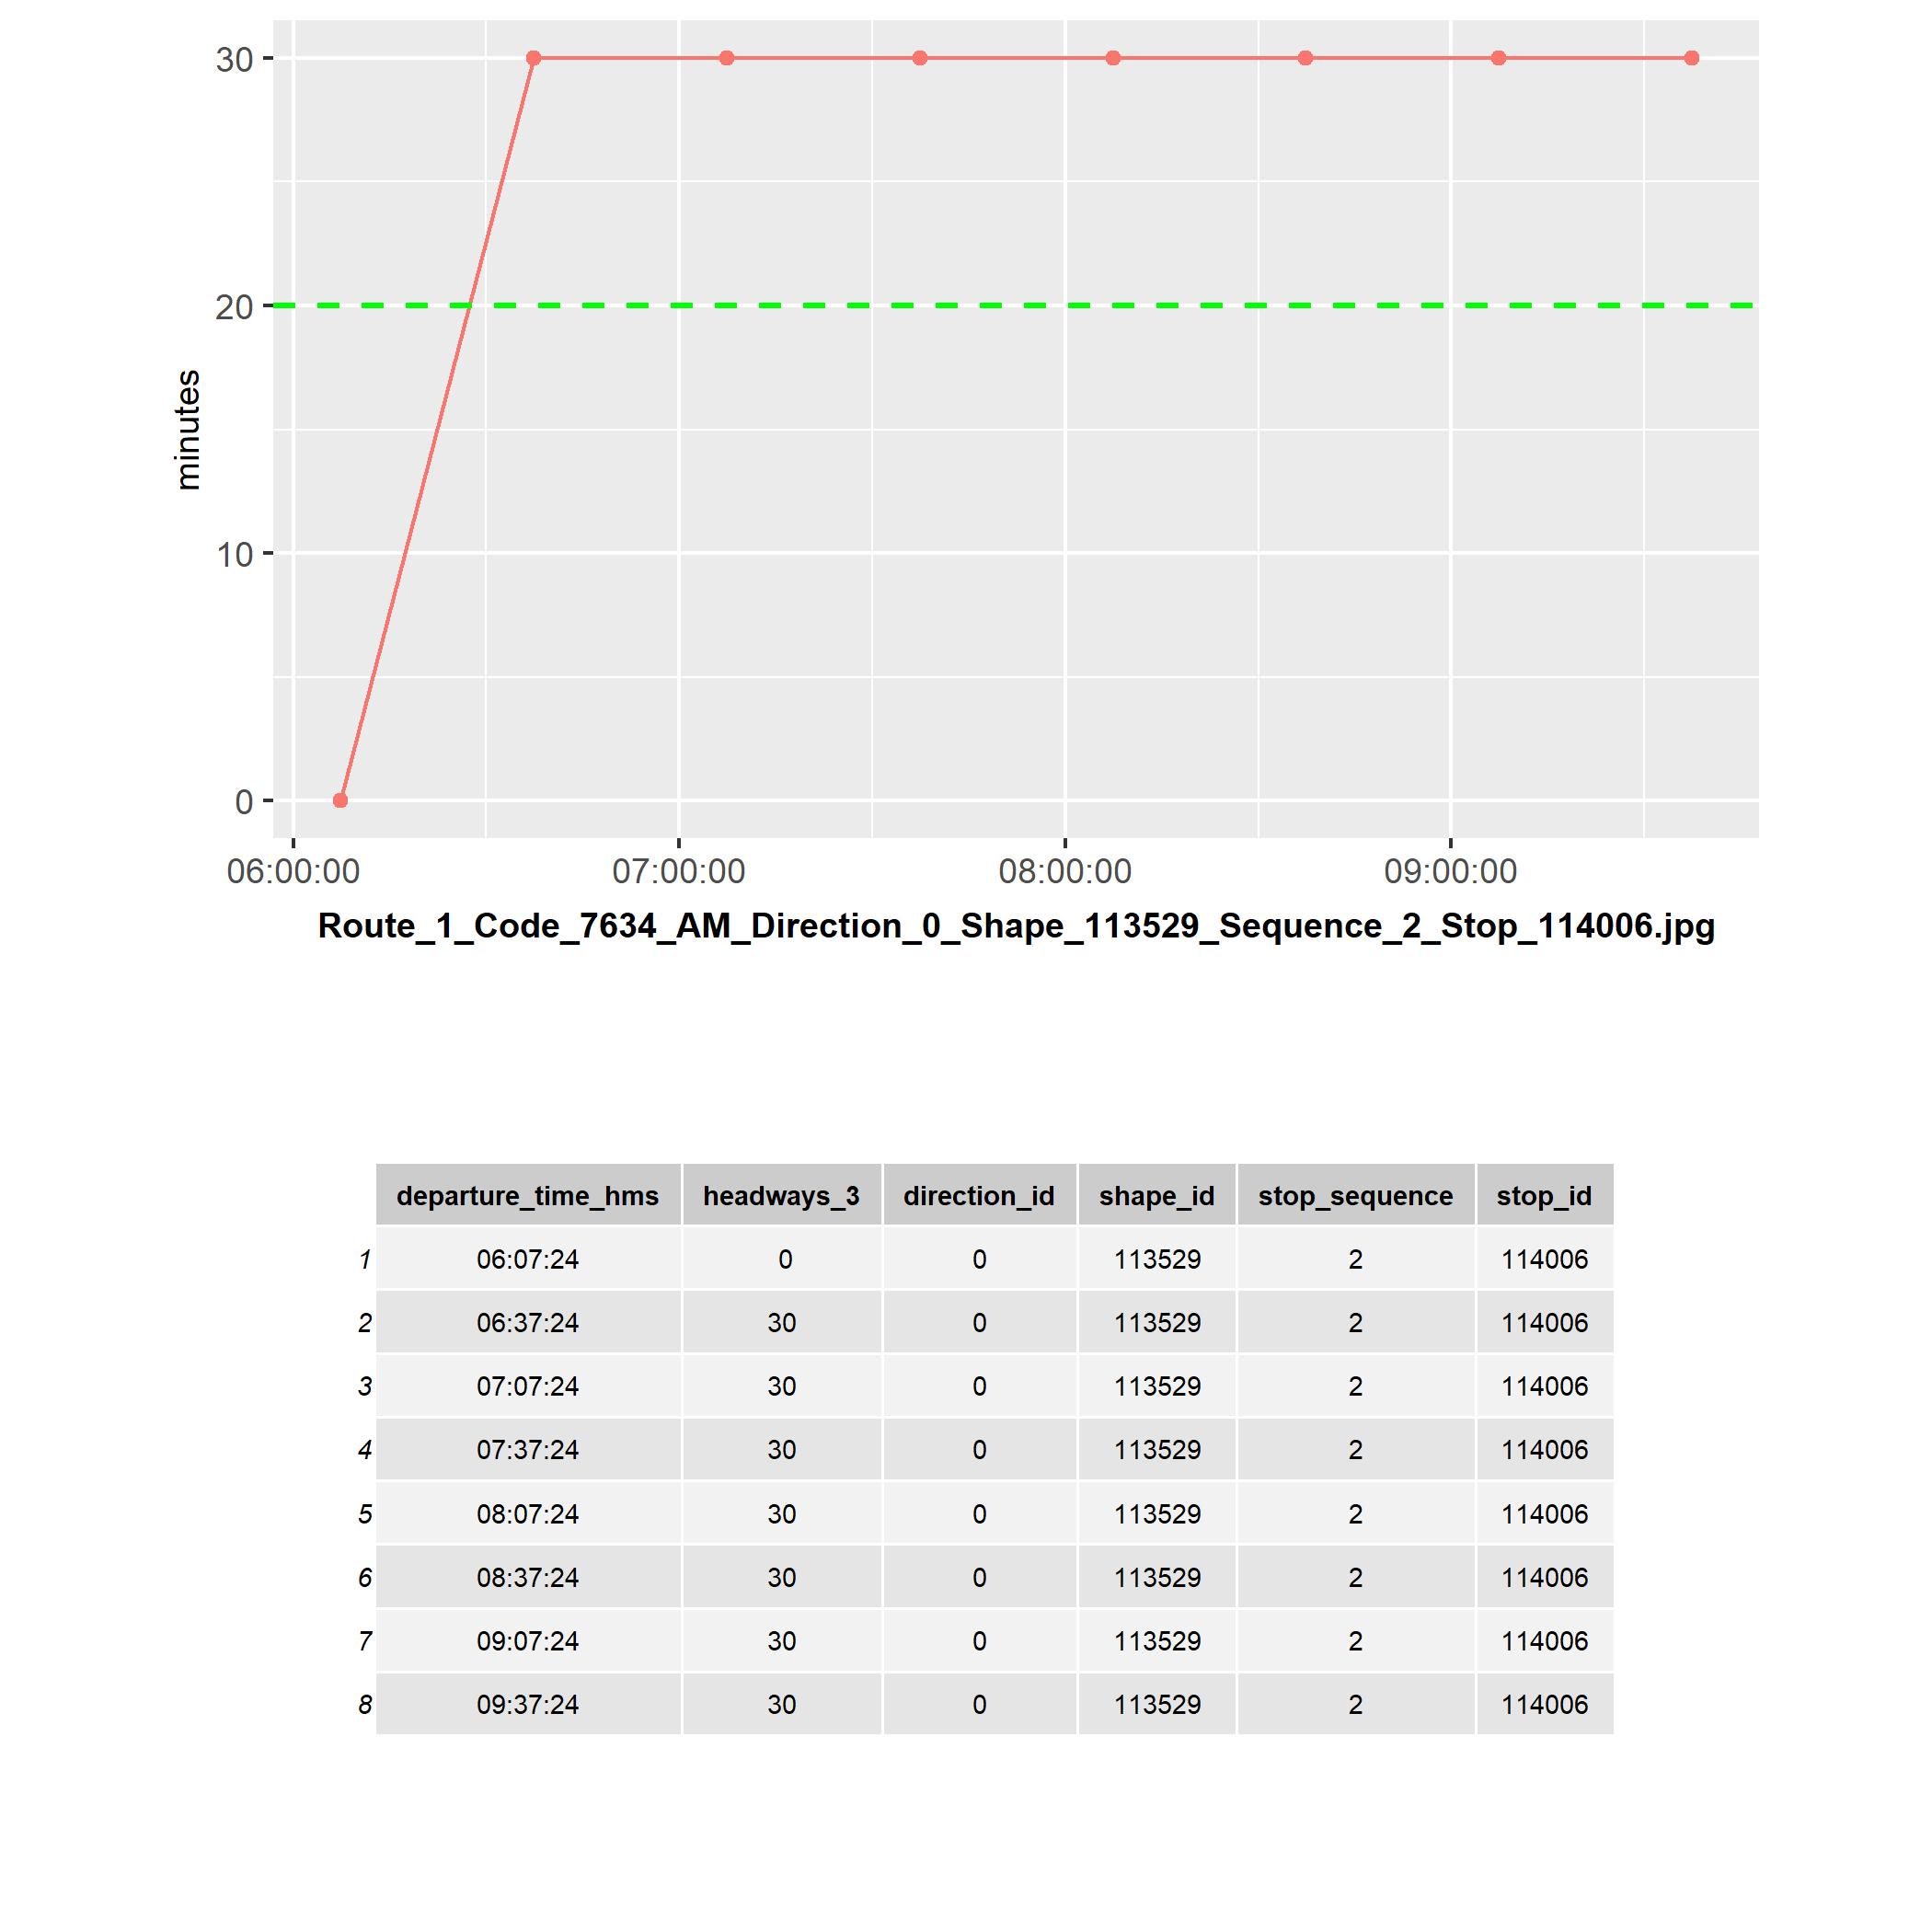 30
20
10
0
minutes
06:00:00 07:00:00 08:00:00 09:00:00
Route_1_Code_7634_AM_Direction_0_Shape_113529_Sequence_2_Stop_114006.jpg
departure_time_hms headways_3 direction_id shape_id stop_sequence stop_id
1 06:07:24 0 0 113529 2 114006
2 06:37:24 30 0 113529 2 114006
3 07:07:24 30 0 113529 2 114006
4 07:37:24 30 0 113529 2 114006
5 08:07:24 30 0 113529 2 114006
6 08:37:24 30 0 113529 2 114006
7 09:07:24 30 0 113529 2 114006
8 09:37:24 30 0 113529 2 114006